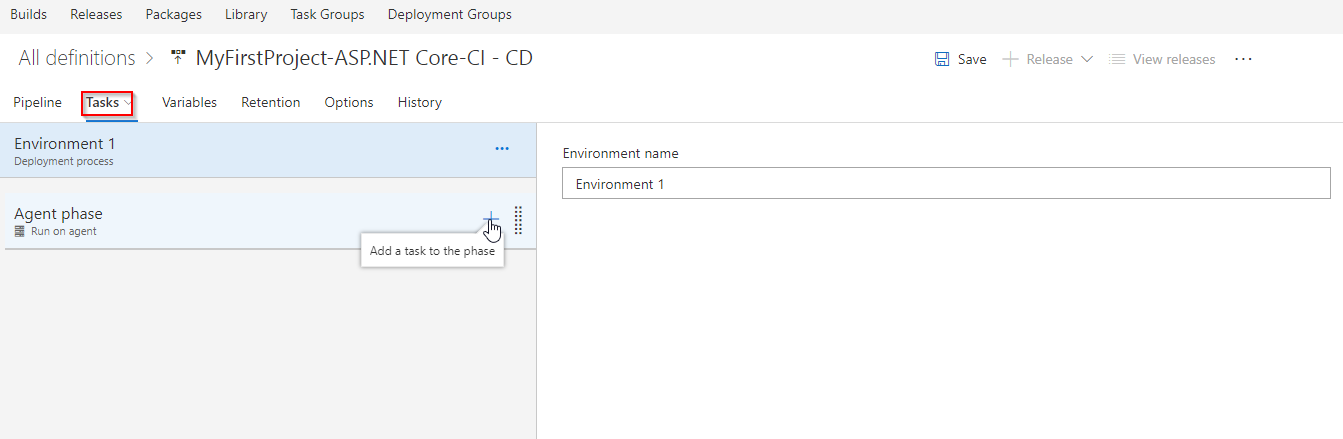 Builds Releases Packages Library Task Groups Deployment Groups
All definitions > MyFirstProject-ASP.NET Core-CI - CD
Save Release View releases ...
Pipeline Tasks Variables Retention Options History
Environment 1
Deployment process
...
Environment name
Environment 1
Agent phase
Run on agent
Add a task to the phase